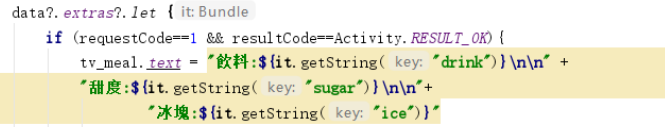 data?.extras?.let { it: Bundle
if (requestCode==1 && resultCode==Activity.RESULT_OK){
tv_meal.text = "飲料:${it.getString( key: "drink")}\n\n" +
"甜度:${it.getString( key: "sugar")}\n\n"+
"冰塊:${it.getString( key: "ice")}"